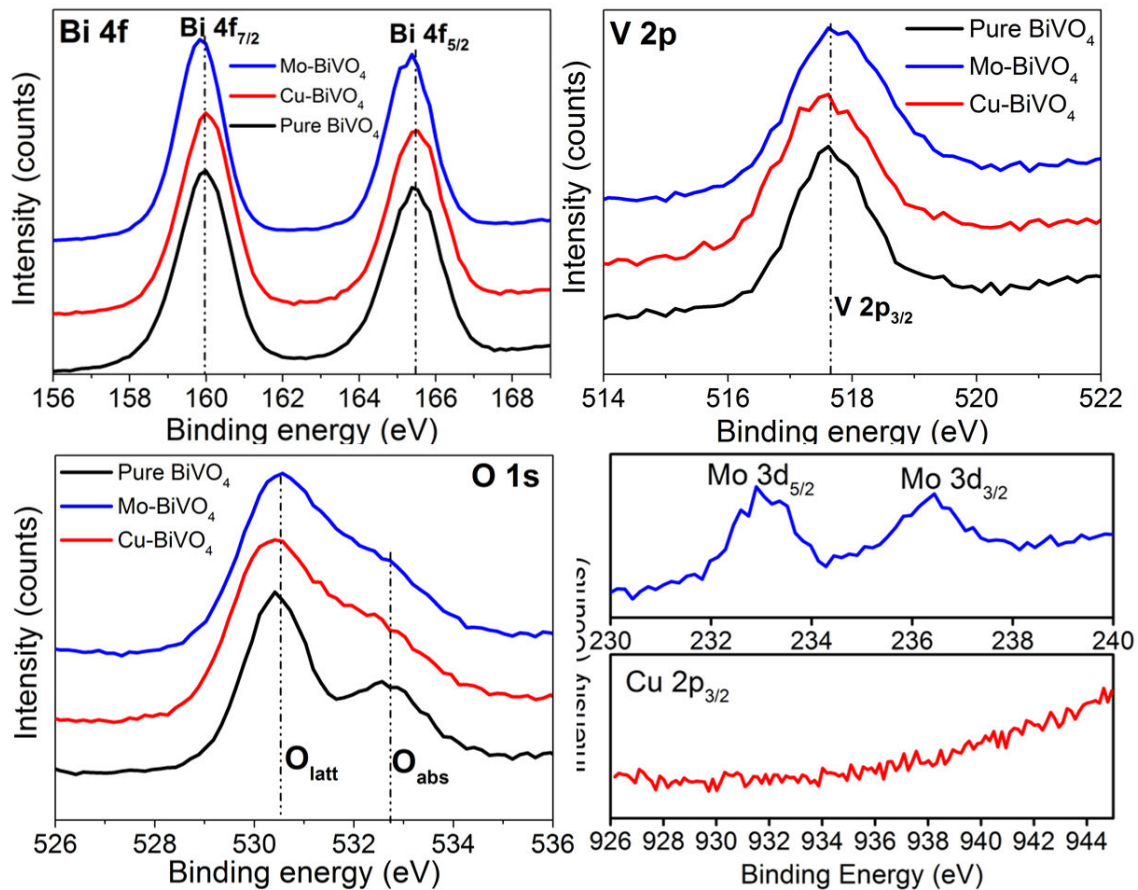 Bi 4f
Bi 4f7/2
Bi 4f5/2
Mo-BiVO4
Cu-BiVO4
Pure BiVO4
Intensity (counts)
156 158 160 162 164 166 168
Binding energy (eV)
V 2p
Pure BiVO4
Mo-BiVO4
Cu-BiVO4
V 2p3/2
Intensity (counts)
514 516 518 520 522
Binding energy (eV)
Pure BiVO4
Mo-BiVO4
Cu-BiVO4
O 1s
Olatt
Oabs
Intensity (counts)
526 528 530 532 534 536
Binding energy (eV)
Mo 3d5/2
Mo 3d3/2
230 232 234 236 238 240
Cu 2p3/2
926 928 930 932 934 936 938 940 942 944
Binding Energy (eV)